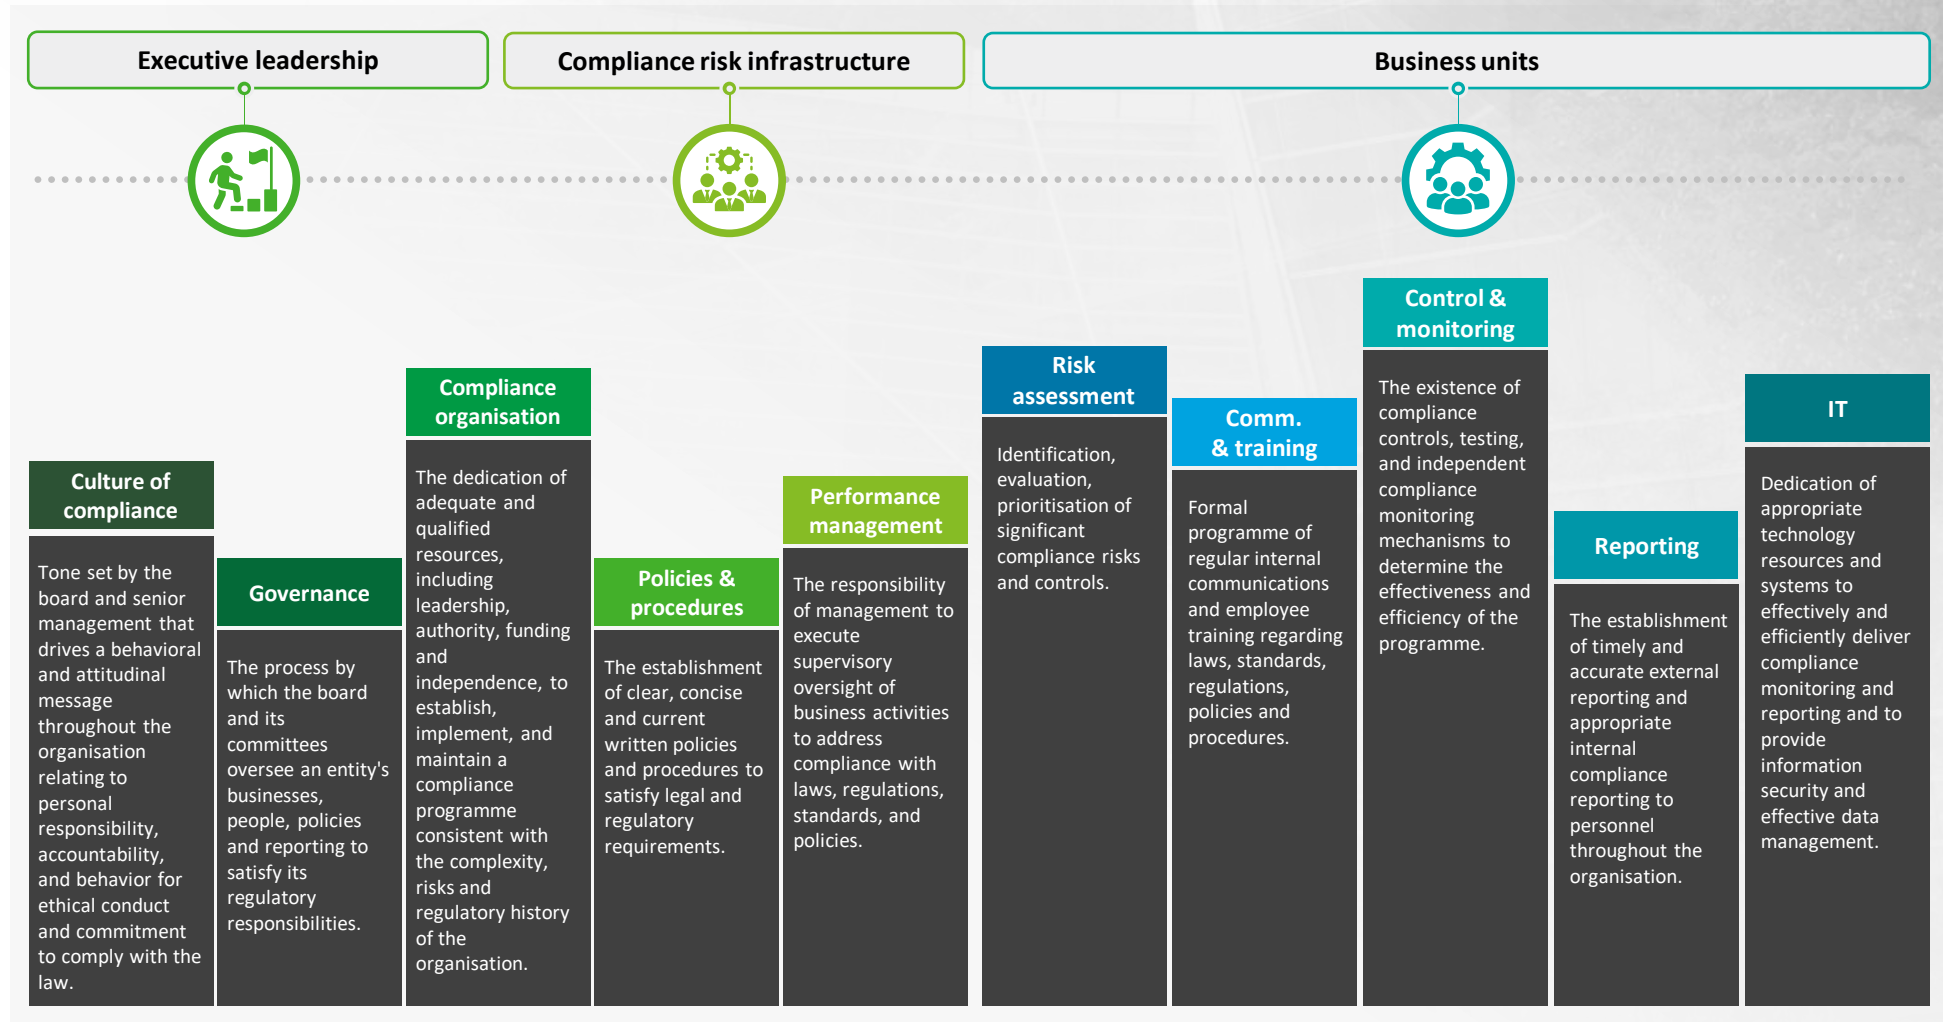 Executive leadership
Compliance risk infrastructure
Business units
Culture of
compliance
Tone set by the
board and senior
management that
drives a behavioral
and attitudinal
message
throughout the
organisation
relating to
personal
responsibility,
accountability,
and behavior for
ethical conduct
and commitment
to comply with the
law.
Governance
The process by
which the board
and its
committees
oversee an entity's
businesses,
people, policies
and reporting to
satisfy its
regulatory
responsibilities.
Compliance
organisation
The dedication of
adequate and
qualified
resources,
including
leadership,
authority, funding
and
independence, to
establish,
implement, and
maintain a
compliance
programme
consistent with
the complexity,
risks and
regulatory history
of the
organisation.
Policies &
procedures
The establishment
of clear, concise
and current
written policies
and procedures to
satisfy legal and
regulatory
requirements.
Performance
management
The responsibility
of management to
execute
supervisory
oversight of
business activities
to address
compliance with
laws, regulations,
standards, and
policies.
Risk
assessment
Identification,
evaluation,
prioritisation of
significant
compliance risks
and controls.
Comm.
& training
Formal
programme of
regular internal
communications
and employee
training regarding
laws, standards,
regulations,
policies and
procedures.
Control &
monitoring
The existence of
compliance
controls, testing,
and independent
compliance
monitoring
mechanisms to
determine the
effectiveness and
efficiency of the
programme.
Reporting
The establishment
of timely and
accurate external
reporting and
appropriate
internal
compliance
reporting to
personnel
throughout the
organisation.
IT
Dedication of
appropriate
technology
resources and
systems to
effectively and
efficiently deliver
compliance
monitoring and
reporting and to
provide
information
security and
effective data
management.